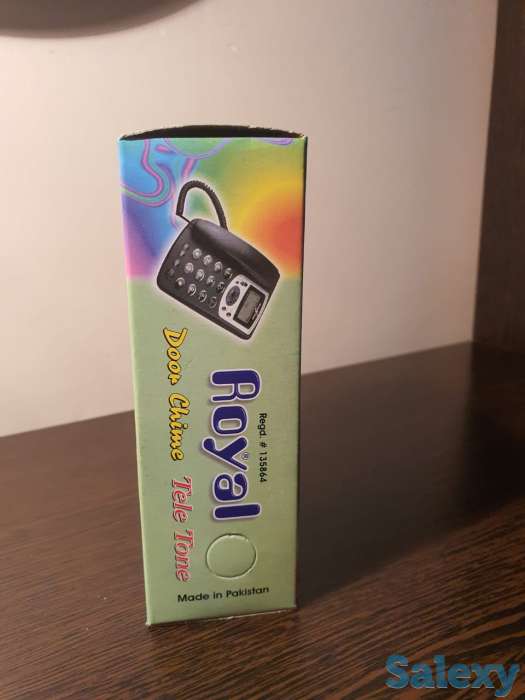 Regd. # 135864
Royal®
Door Chime Tele Tone
Made in Pakistan
Salexy